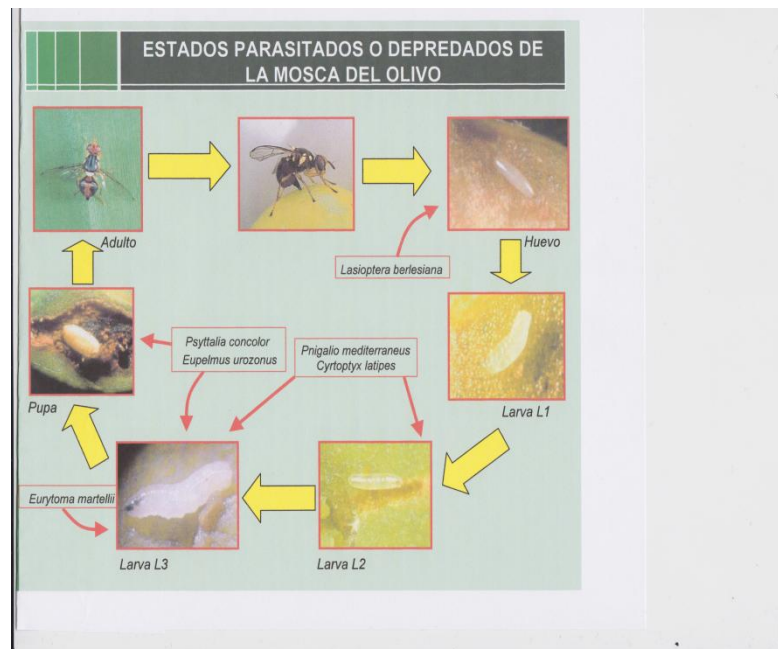 ESTADOS PARASITADOS O DEPREDADOS DE
LA MOSCA DEL OLIVO
Adulto
Huevo
Lasioptera berlesiana
Psyttalia concolor
Eupelmus urozonus
Pnigalio mediterraneus
Cyrtoptyx latipes
Pupa
Larva L1
Eurytoma martellii
Larva L3
Larva L2